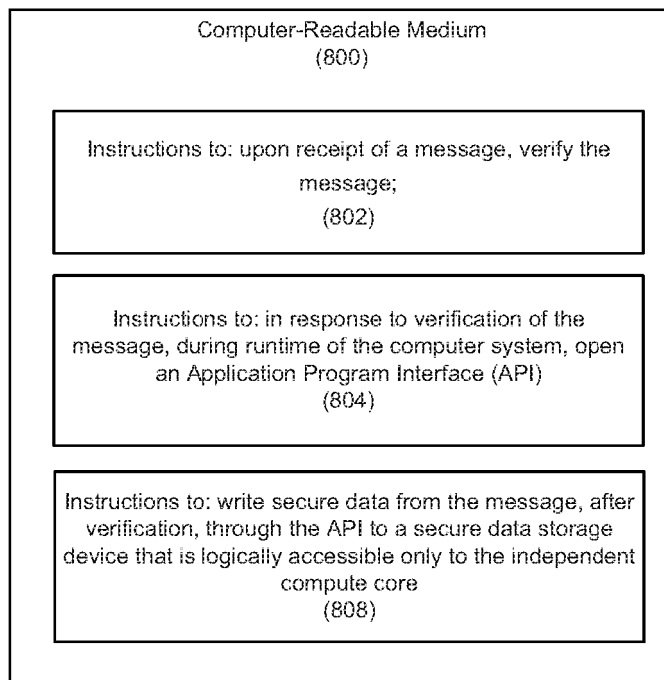 Computer-Readable Medium
(800)
Instructions to: upon receipt of a message, verify the
message;
(802)
Instructions to: in response to verification of the
message, during runtime of the computer system, open
an Application Program Interface (API)
(804)
Instructions to: write secure data from the message, after
verification, through the API to a secure data storage
device that is logically accessible only to the independent
compute core
(808)